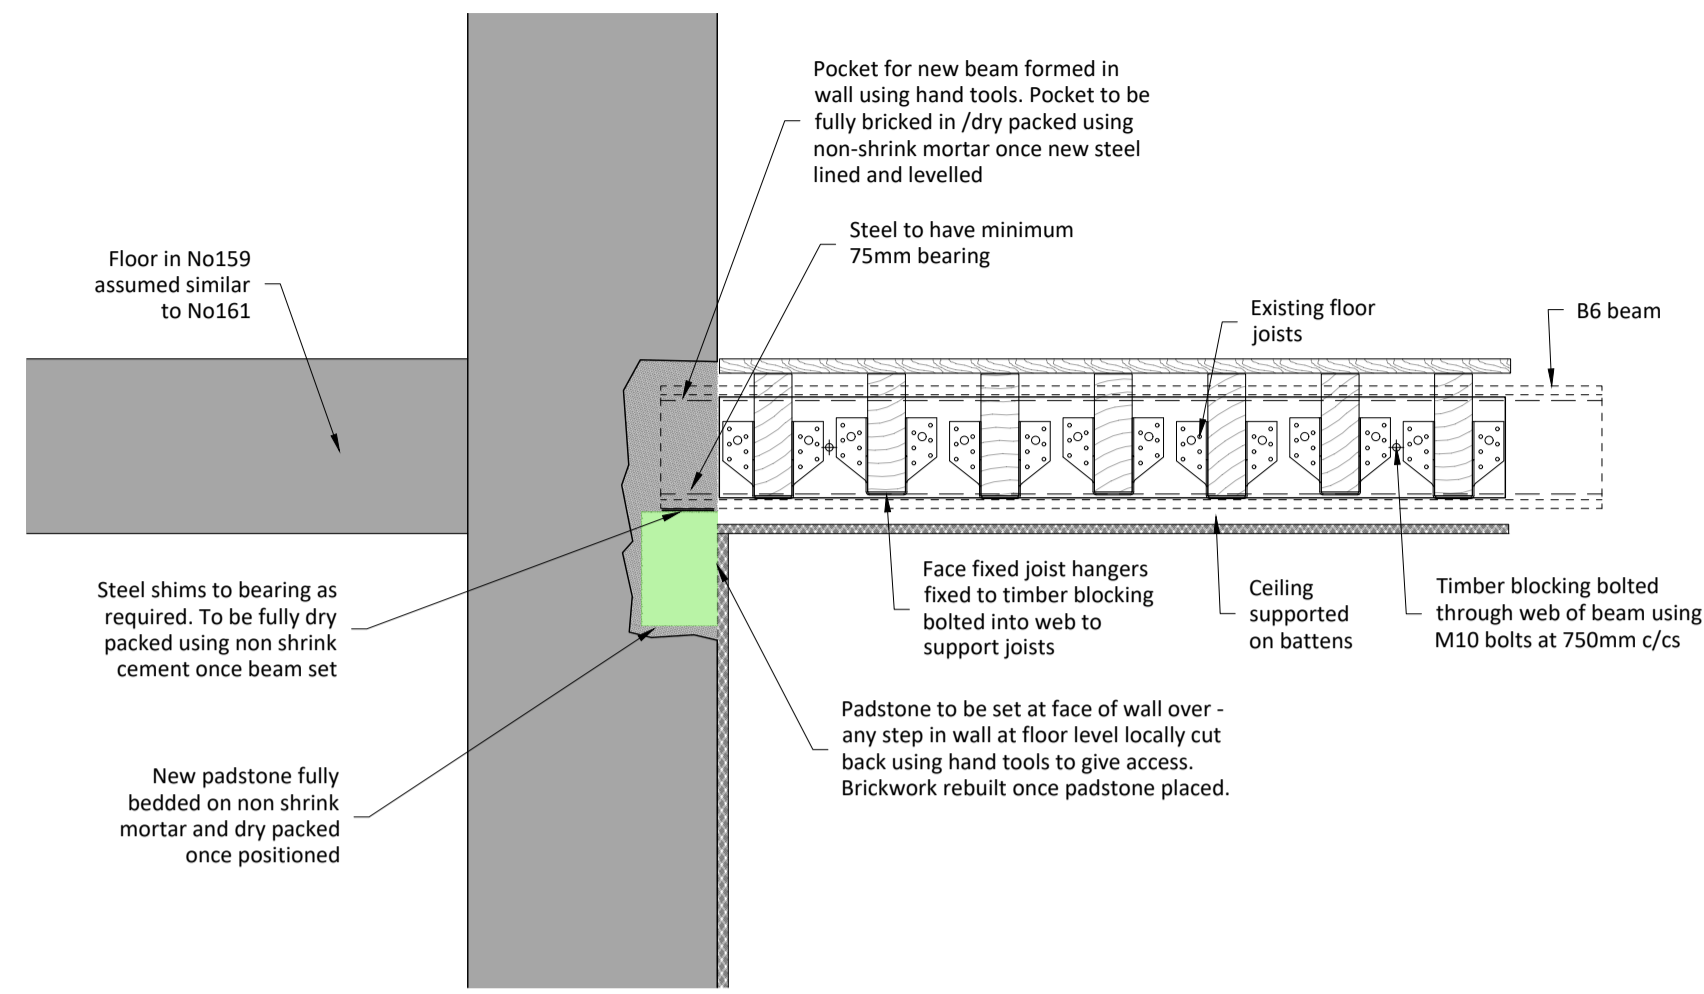 Pocket for new beam formed in
wall using hand tools. Pocket to be
fully bricked in /dry packed using
non-shrink mortar once new steel
lined and levelled
Steel to have minimum
75mm bearing
Floor in No159
assumed similar
to No161
Existing floor
joists
B6 beam
Steel shims to bearing as
required. To be fully dry
packed using non shrink
cement once beam set
Face fixed joist hangers
fixed to timber blocking
bolted into web to
support joists
Ceiling
supported
on battens
Timber blocking bolted
through web of beam using
M10 bolts at 750mm c/cs
Padstone to be set at face of wall over -
any step in wall at floor level locally cut
back using hand tools to give access.
Brickwork rebuilt once padstone placed.
New padstone fully
bedded on non shrink
mortar and dry packed
once positioned